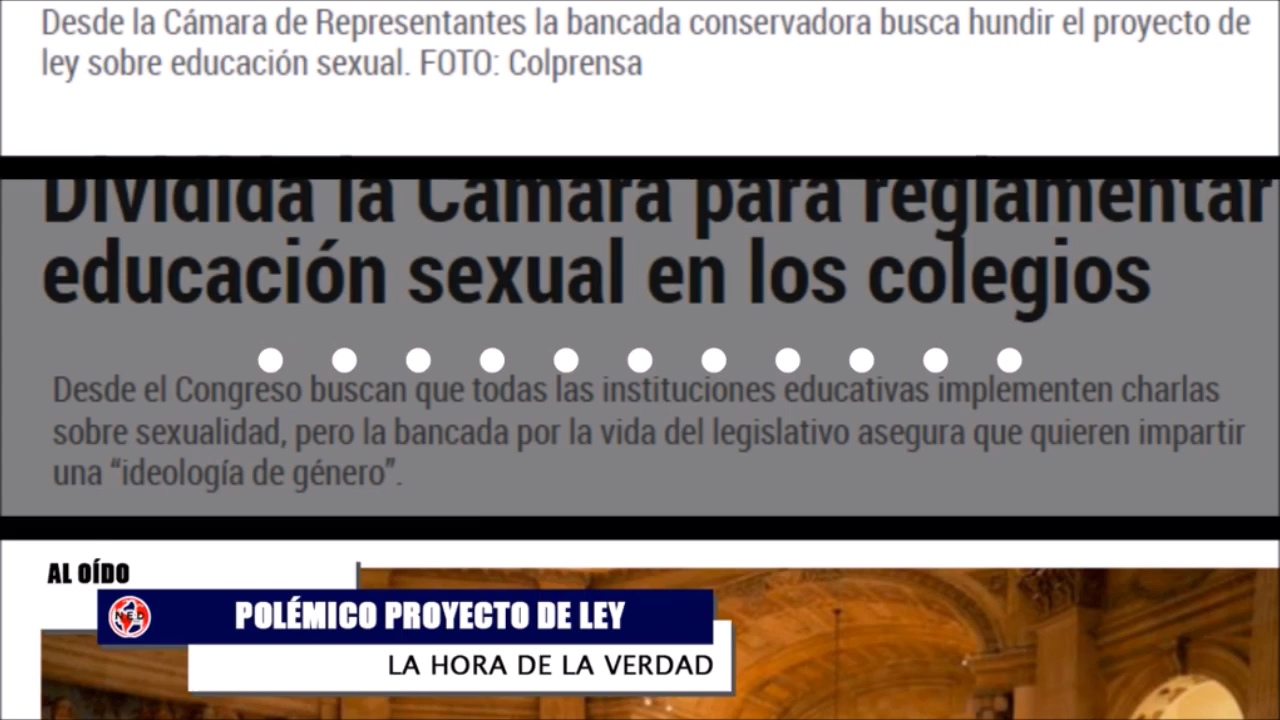 Desde la Cámara de Representantes la bancada conservadora busca hundir el proyecto de
ley sobre educación sexual. FOTO: Colprensa
Dividida la Cámara para reglamentar
educación sexual en los colegios
Desde el Congreso buscan que todas las instituciones educativas implementen charlas
sobre sexualidad, pero la bancada por la vida del legislativo asegura que quieren impartir
una “ideología de género”.
AL OÍDO
POLÉMICO PROYECTO DE LEY
LA HORA DE LA VERDAD